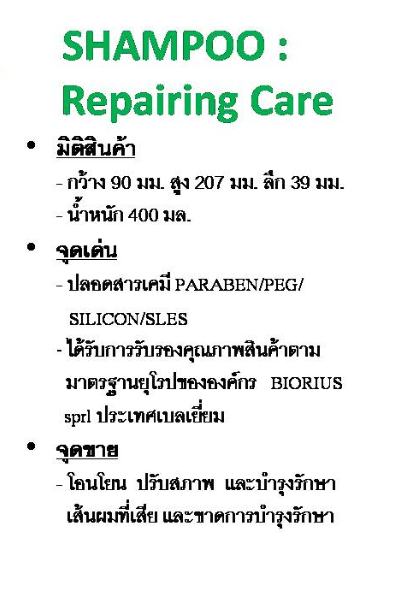 SHAMPOO :
Repairing Care
• มิติสินค้า
- กว้าง 90 มม. สูง 207 มม. ลึก 39 มม.
- น้ำหนัก 400 มล.
• จุดเด่น
- ปลอดสารเคมี PARABEN/PEG/
SILICON/SLES
- ได้รับการรับรองคุณภาพสินค้าตาม
มาตรฐานยุโรปขององค์กร BIORIUS
sprl ประเทศเบลเยี่ยม
• จุดขาย
- โอนโยน ปรับสภาพ และบำรุงรักษา
เส้นผมที่เสีย และขาดการบำรุงรักษา